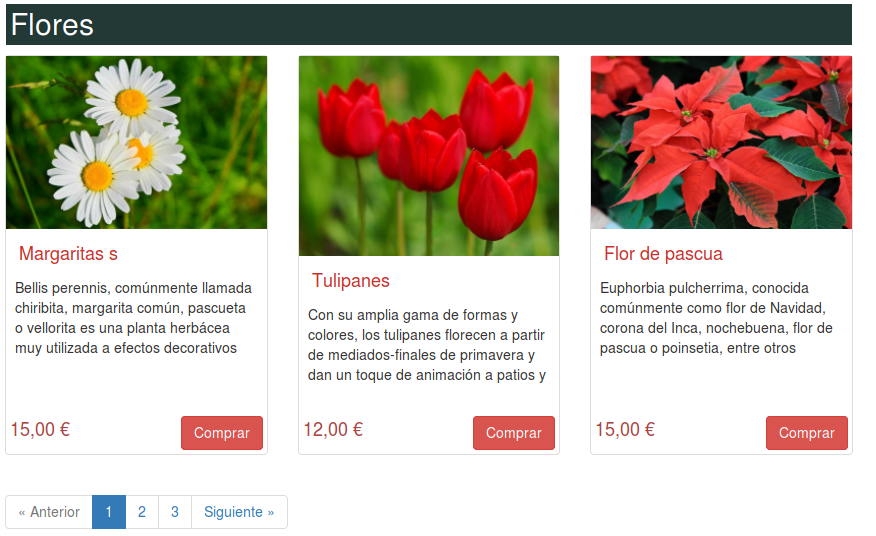 Flores
Margaritas s
Bellis perennis, comúnmente llamada
chiribita, margarita común, pascueta
o vellorita es una planta herbácea
muy utilizada a efectos decorativos
15,00 €
Comprar
Tulipanes
Con su amplia gama de formas y
colores, los tulipanes florecen a partir
de mediados-finales de primavera y
dan un toque de animación a patios y
12,00 €
Comprar
Flor de pascua
Euphorbia pulcherrima, conocida
comúnmente como flor de Navidad,
corona del Inca, nochebuena, flor de
pascua o poinsetia, entre otros
15,00 €
Comprar
« Anterior 1 2 3 Siguiente »